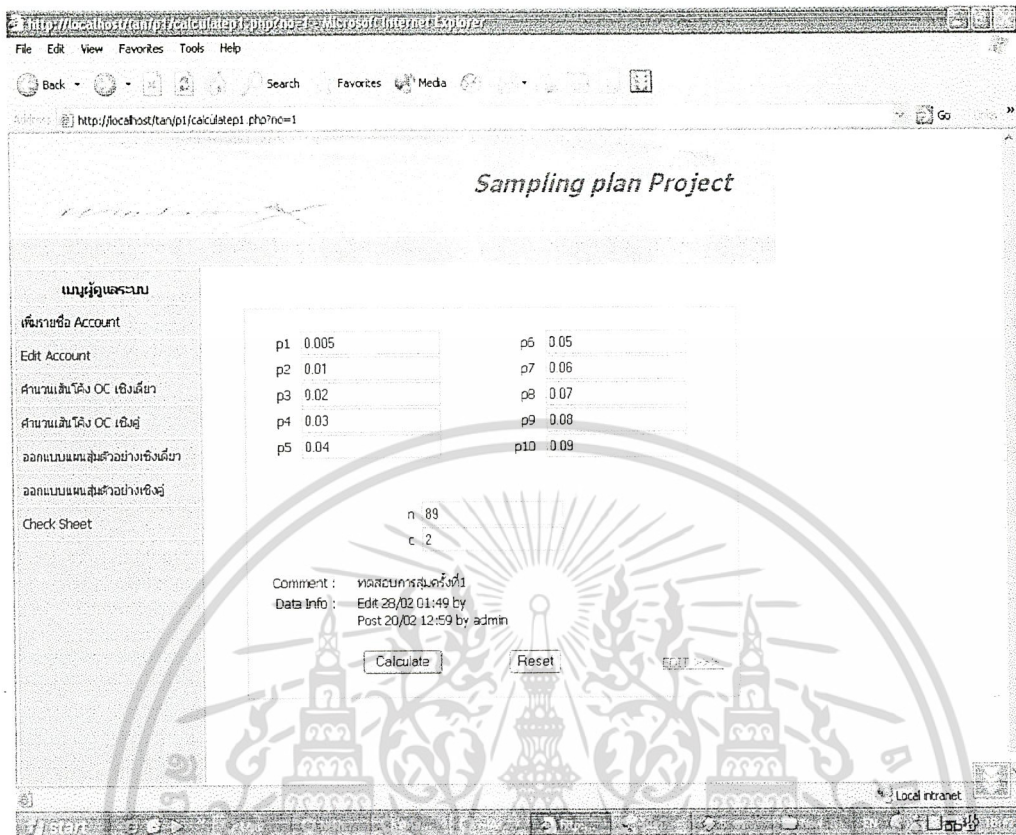 http://localhost/tan/p1/calculatep1.php?no=1 - Microsoft Internet Explorer
File Edit View Favorites Tools Help
Back Search Favorites Media
Address http://localhost/tan/p1/calculatep1.php?no=1 Go
Sampling plan Project
เมนูผู้ดูแลระบบ
เพิ่มรายชื่อ Account
Edit Account
คำนวนเส้นโค้ง OC เชิงเดี่ยว
คำนวนเส้นโค้ง OC เชิงคู่
ออกแบบแผนสุ่มตัวอย่างเชิงเดี่ยว
ออกแบบแผนสุ่มตัวอย่างเชิงคู่
Check Sheet
p1 0.005 p6 0.05
p2 0.01 p7 0.06
p3 0.02 p8 0.07
p4 0.03 p9 0.08
p5 0.04 p10 0.09
n 89
c 2
Comment : ทดสอบการสุ่มครั้งที่1
Data Info : Edit 28/02 01:49 by
Post 20/02 12:59 by admin
Calculate Reset EDIT >>>
Local intranet
start